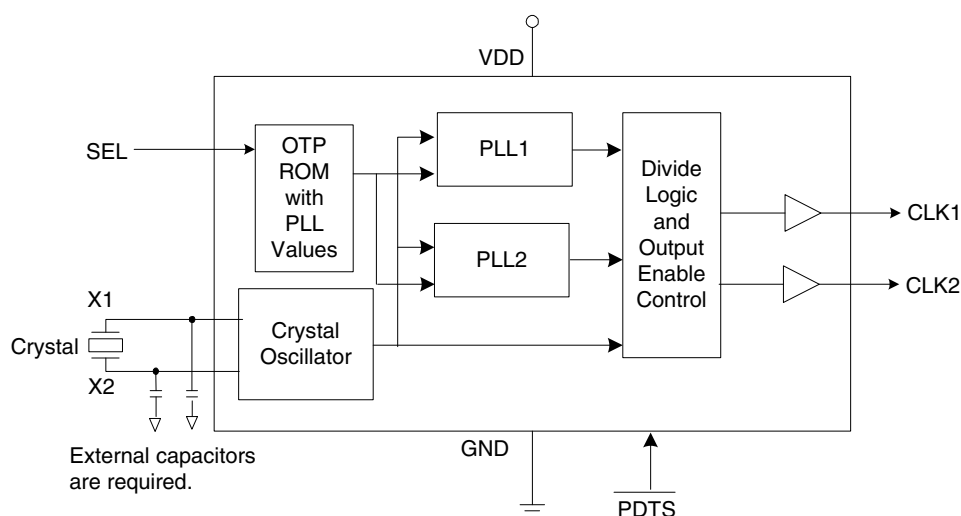 VDD
SEL
OTP
ROM
with
PLL
Values
PLL1
PLL2
Divide
Logic
and
Output
Enable
Control
CLK1
CLK2
X1
Crystal
X2
Crystal
Oscillator
External capacitors
are required.
GND
PDTS